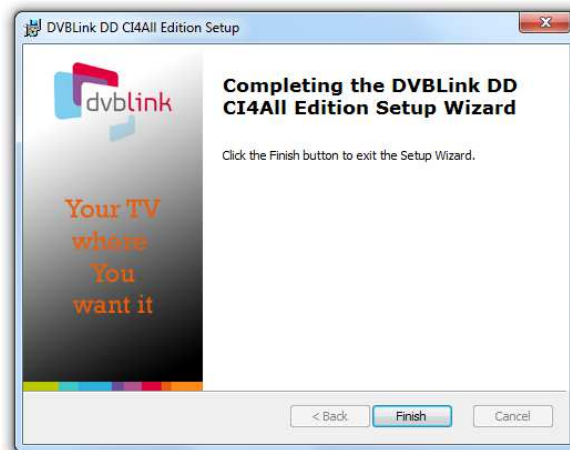 DVBLink DD CI4All Edition Setup
dvblink
Your TV
where
You
want it
Completing the DVBLink DD
CI4All Edition Setup Wizard
Click the Finish button to exit the Setup Wizard.
< Back
Finish
Cancel